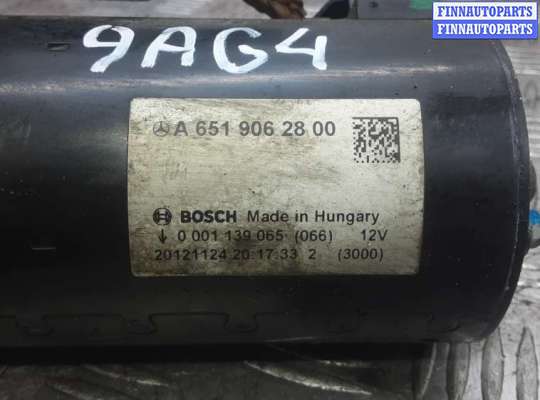 FINNAUTOPARTS
FINNAUTOPARTS
9AG4
A 651 906 28 00
BOSCH Made in Hungary
↓ 0 001 139 065 (066) 12V
20121124 20:17:33 2 (3000)